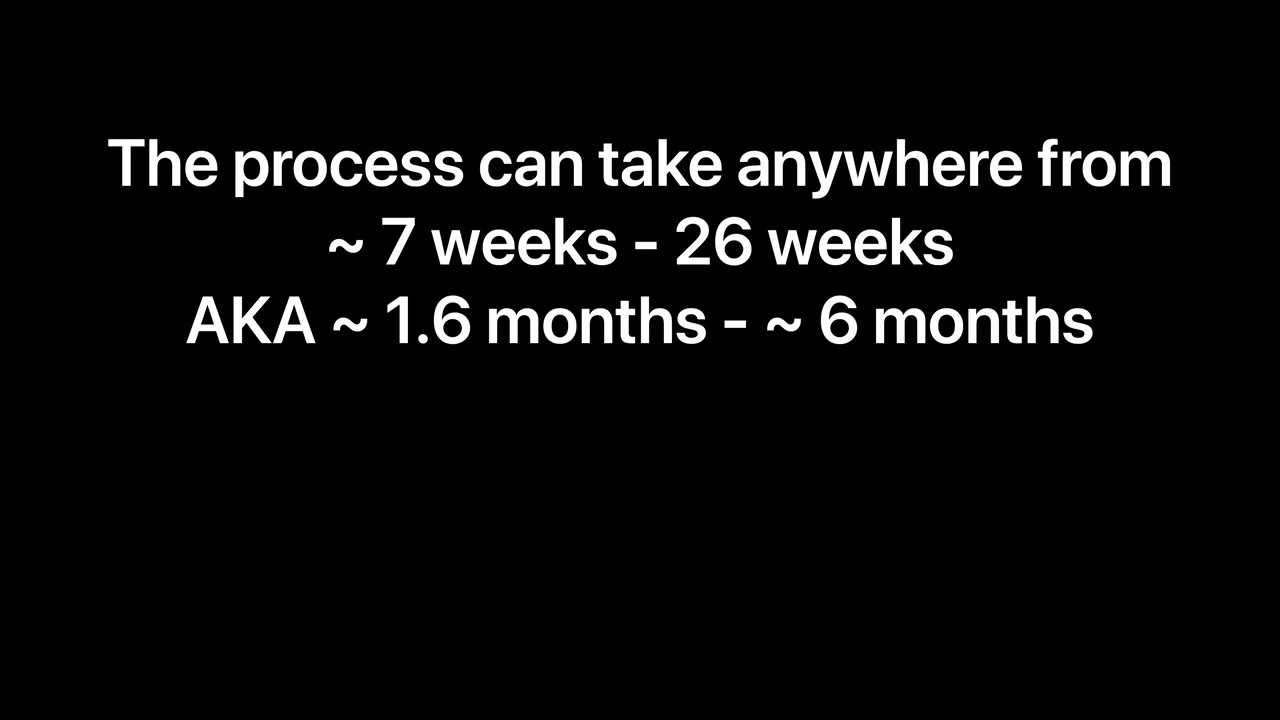 The process can take anywhere from
~ 7 weeks - 26 weeks
AKA ~ 1.6 months - ~ 6 months